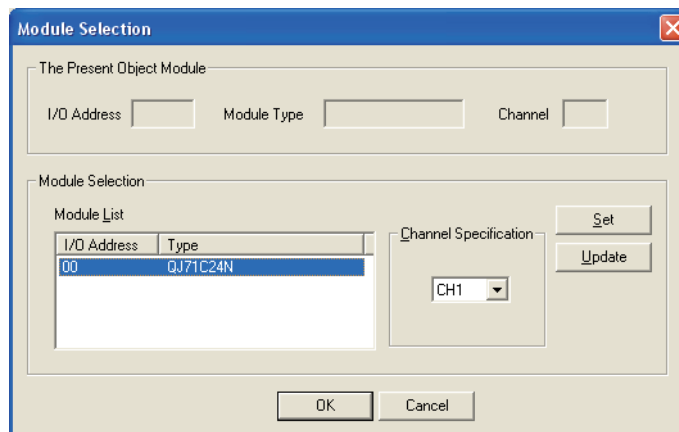 Module Selection
The Present Object Module
I/O Address Module Type Channel
Module Selection
Module List
I/O Address Type
00 QJ71C24N
Channel Specification
CH1
Set
Update
OK Cancel